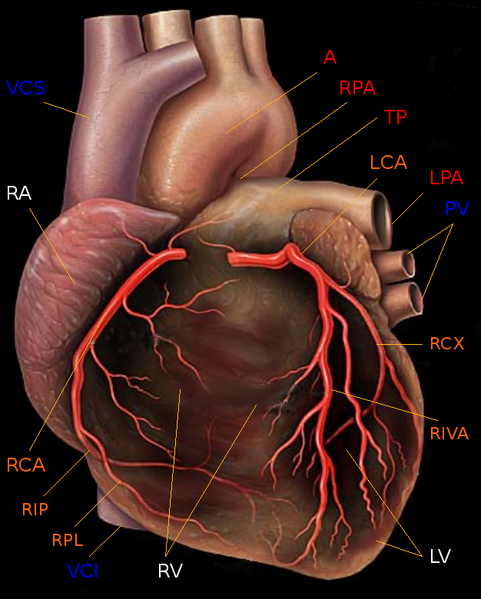 A
VCS
RPA
TP
LCA
LPA
RA
PV
RCX
RIVA
RCA
RIP
RPL
LV
VCI
RV